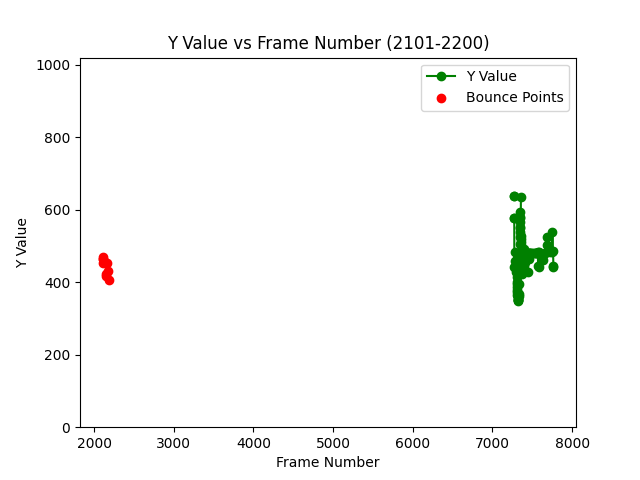 Y Value vs Frame Number (2101-2200)
Y Value
Bounce Points
1000
800
600
400
200
0
Y Value
2000 3000 4000 5000 6000 7000 8000
Frame Number